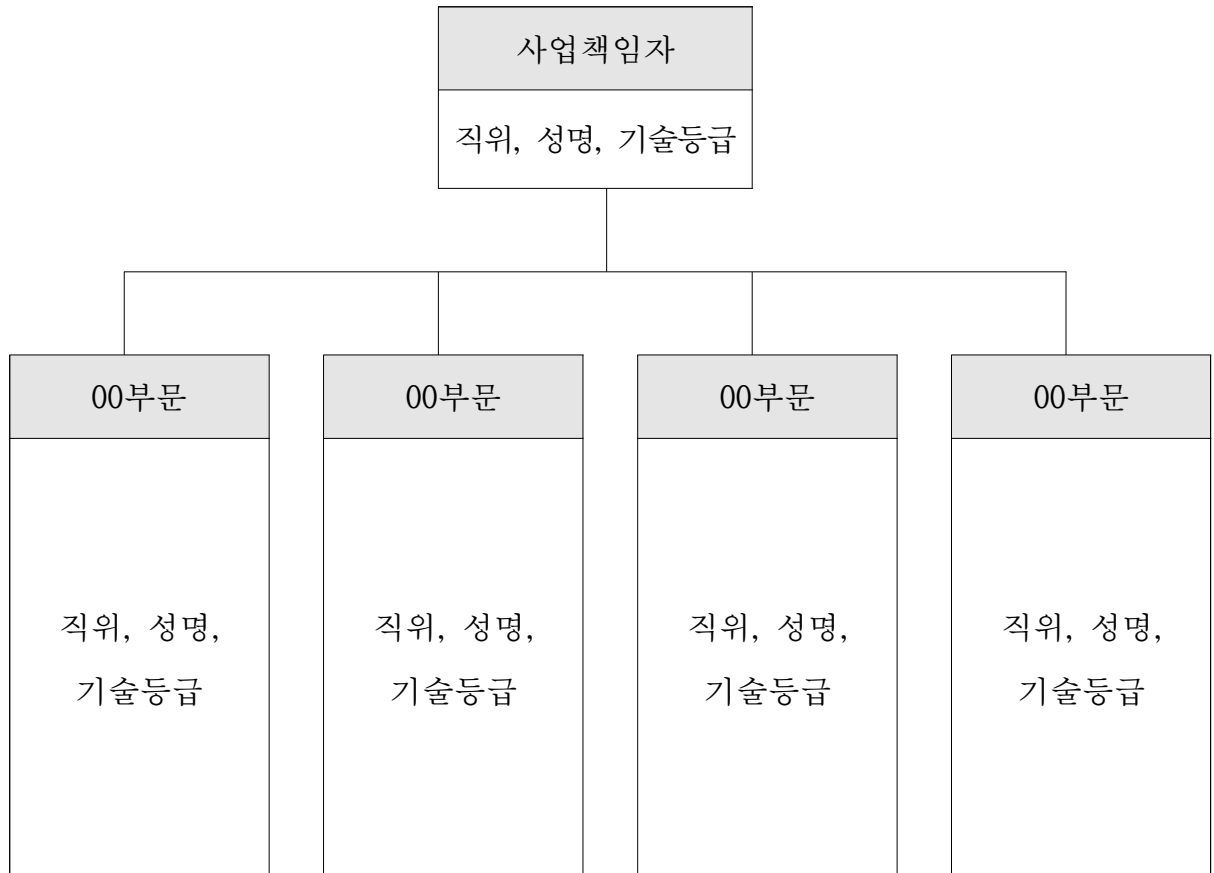 사업책임자
직위, 성명, 기술등급
00부문
00부문
00부문
00부문
직위, 성명,
기술등급
직위, 성명,
기술등급
직위, 성명,
기술등급
직위, 성명,
기술등급